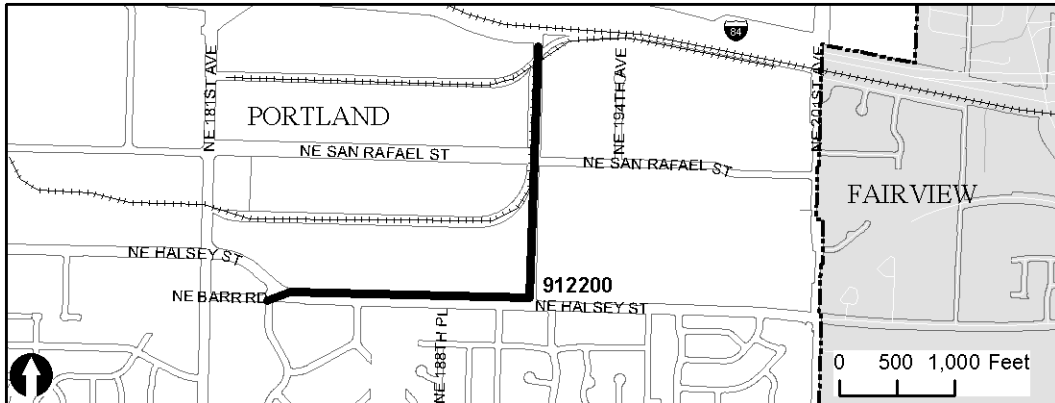 84
NE 181ST AVE
NE 194TH AVE
NE 201ST AVE
PORTLAND
NE SAN RAFAEL ST
NE SAN RAFAEL ST
FAIRVIEW
NE HALSEY ST
912200
NE BARR RD
NE HALSEY ST
NE 188TH PL
0 500 1,000 Feet